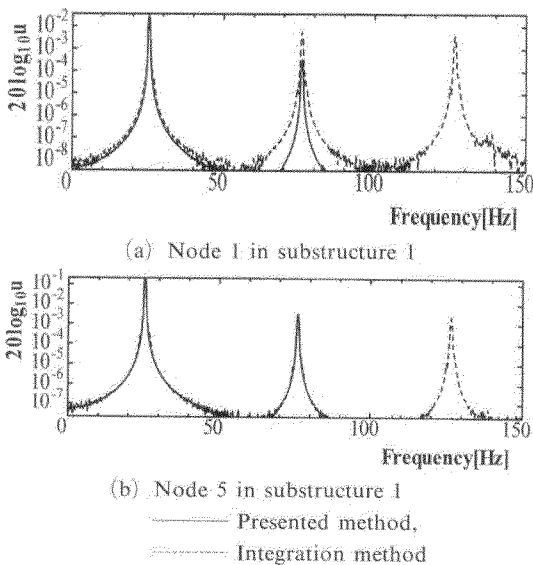 20log10u
10-2
10-3
10-4
10-5
10-6
10-7
10-8
0 50 100 150
Frequency[Hz]
(a) Node 1 in substructure 1
20log10u
10-1
10-2
10-3
10-4
10-5
10-6
10-7
0 50 100 150
Frequency[Hz]
(b) Node 5 in substructure 1
Presented method,
Integration method